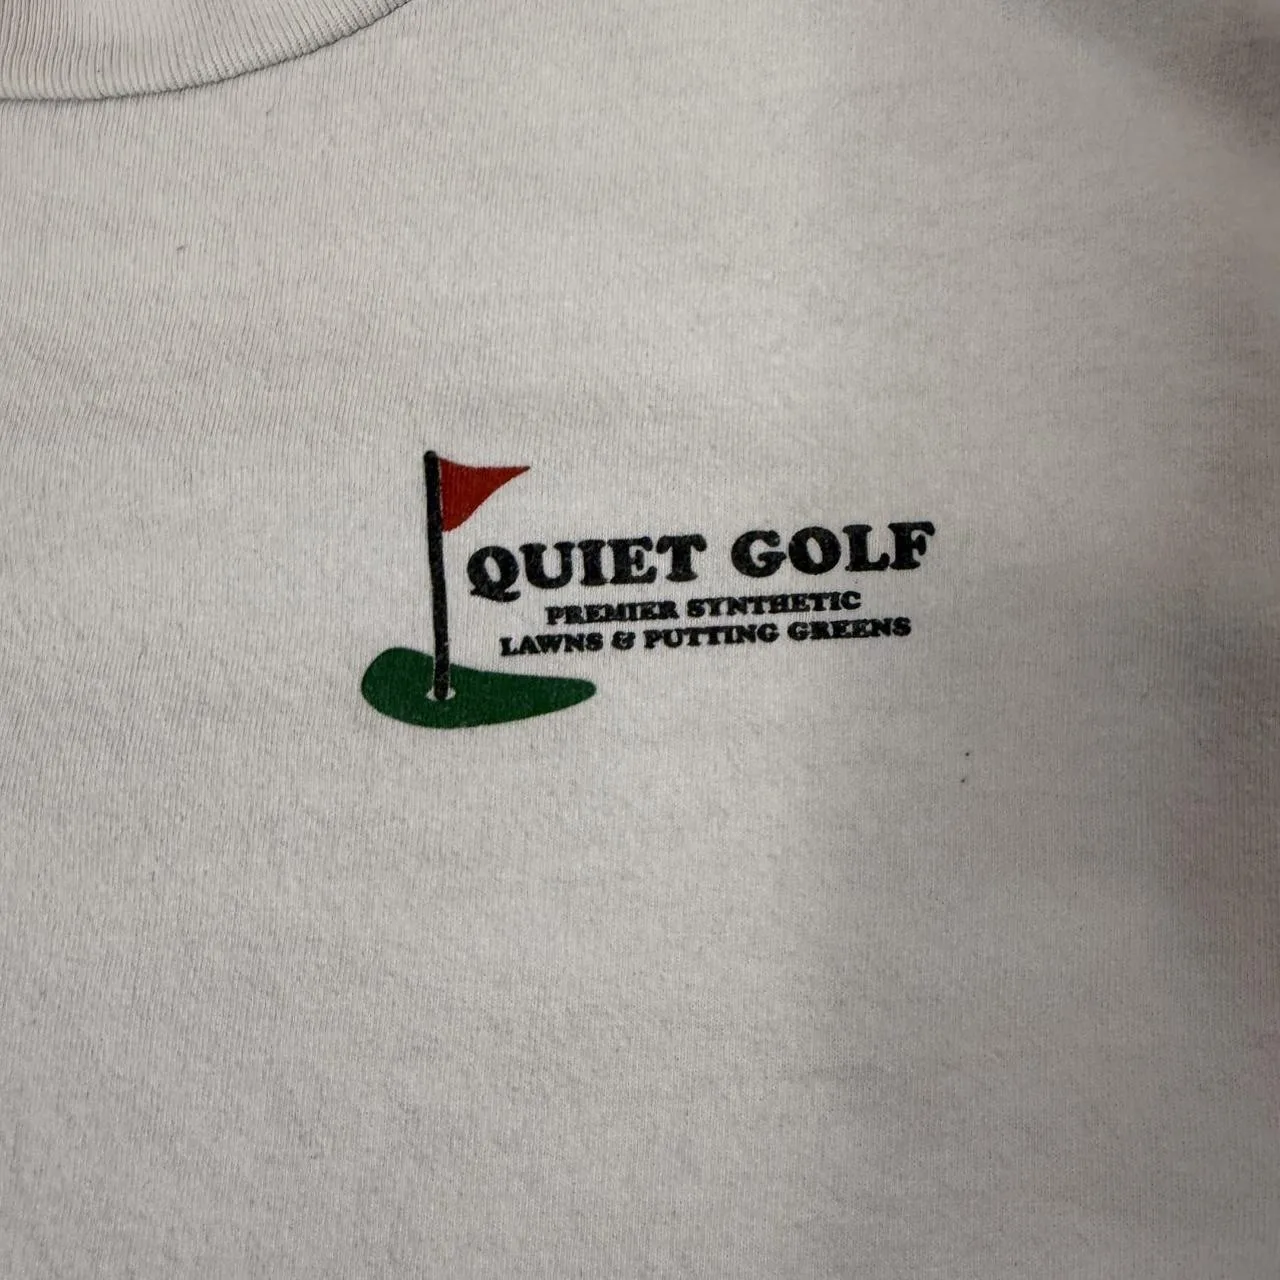 QUIET GOLF
PREMIER SYNTHETIC
LAWNS & PUTTING GREENS